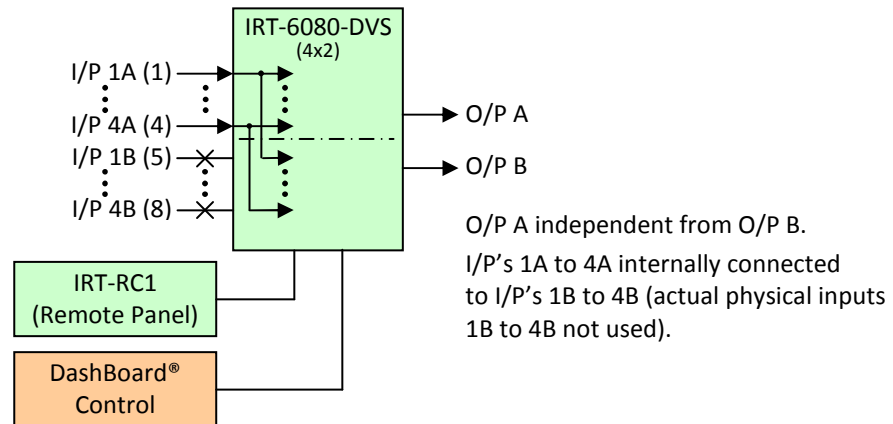 IRT-6080-DVS
(4x2)
I/P 1A (1)
I/P 4A (4)
I/P 1B (5)
I/P 4B (8)
O/P A
O/P B
O/P A independent from O/P B.
I/P's 1A to 4A internally connected
to I/P's 1B to 4B (actual physical inputs
1B to 4B not used).
IRT-RC1
(Remote Panel)
DashBoard®
Control